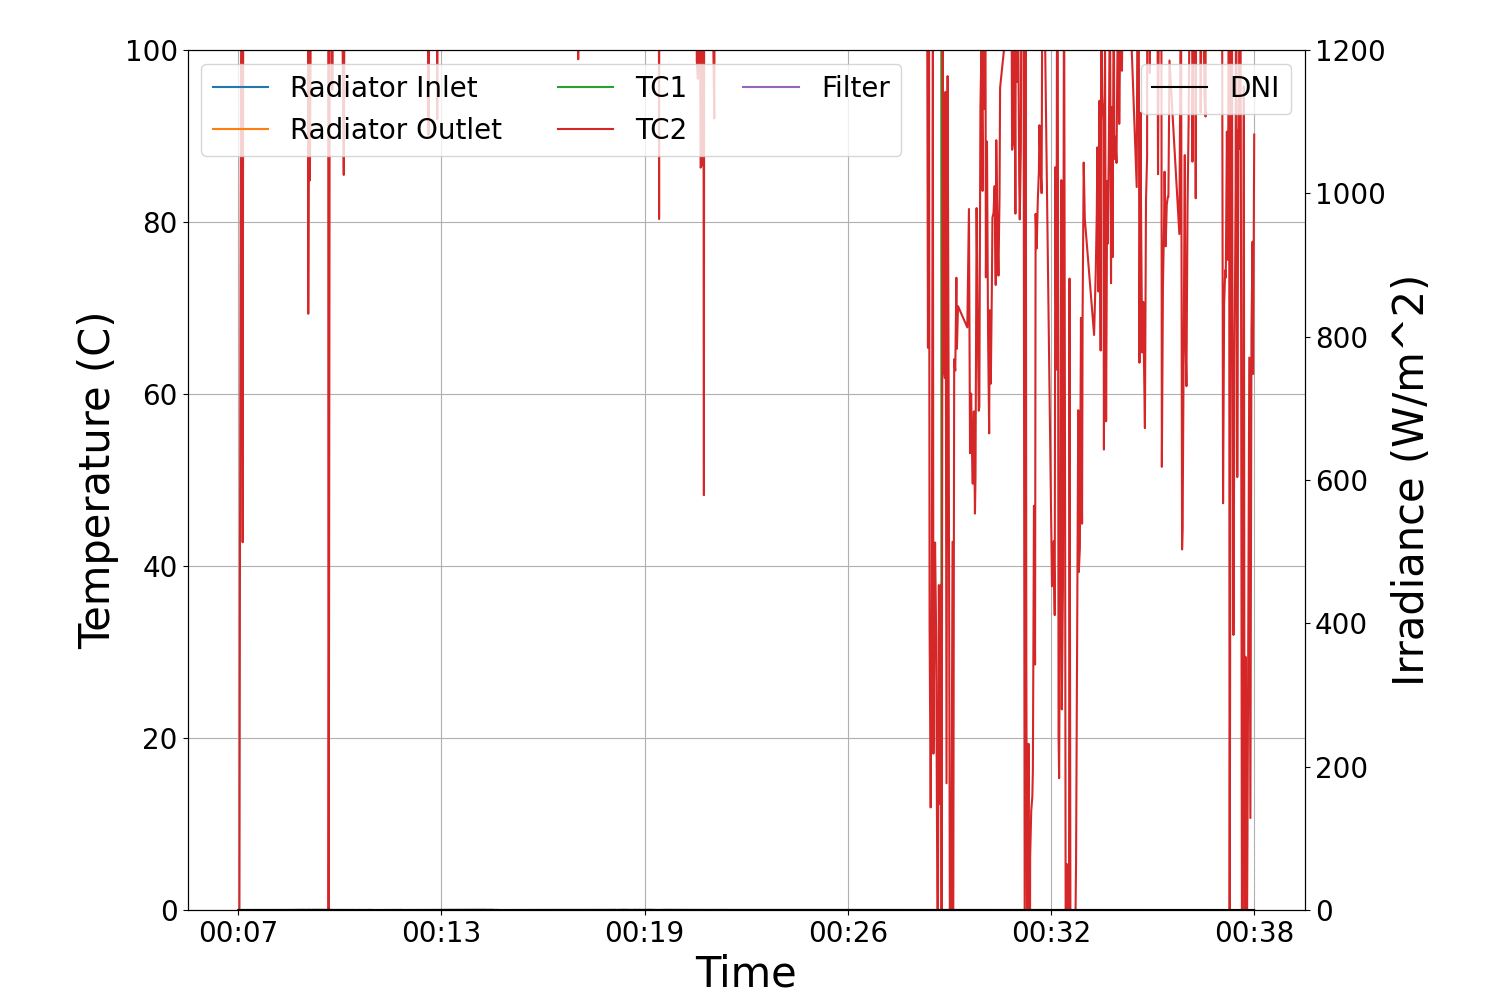 100
80
60
40
20
0
Temperature (C)
Radiator Inlet
Radiator Outlet
TC1
TC2
Filter
DNI
1200
1000
800
600
400
200
0
Irradiance (W/m^2)
00:07 00:13 00:19 00:26 00:32 00:38
Time